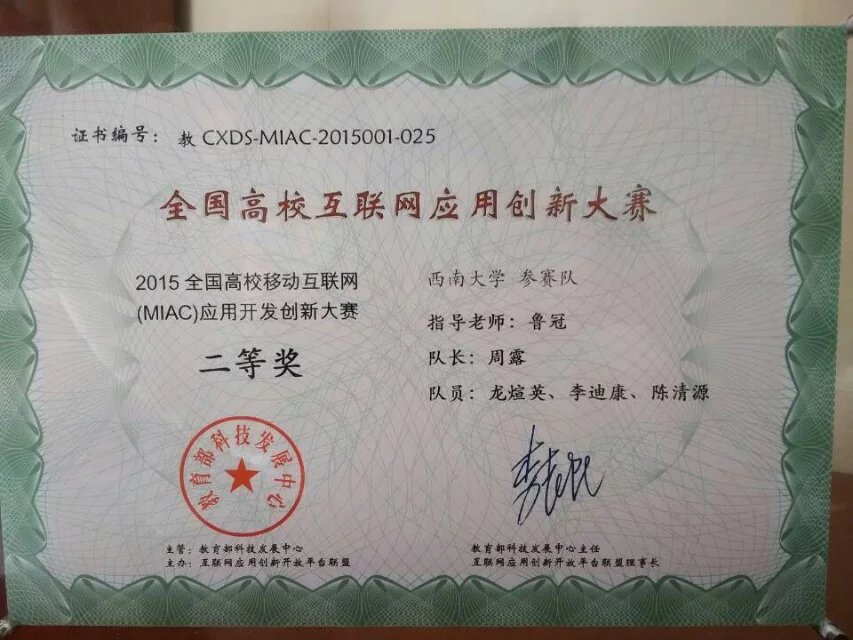 证书编号：教 CXDS-MIAC-2015001-025
全国高校互联网应用创新大赛
2015 全国高校移动互联网
(MIAC)应用开发创新大赛
二等奖
西南大学 参赛队
指导老师：鲁冠
队长：周露
队员：龙煊英、李迪康、陈清源
教育部科技发展中心
主管：教育部科技发展中心
主办：互联网应用创新开放平台联盟
教育部科技发展中心主任
互联网应用创新开放平台联盟理事长